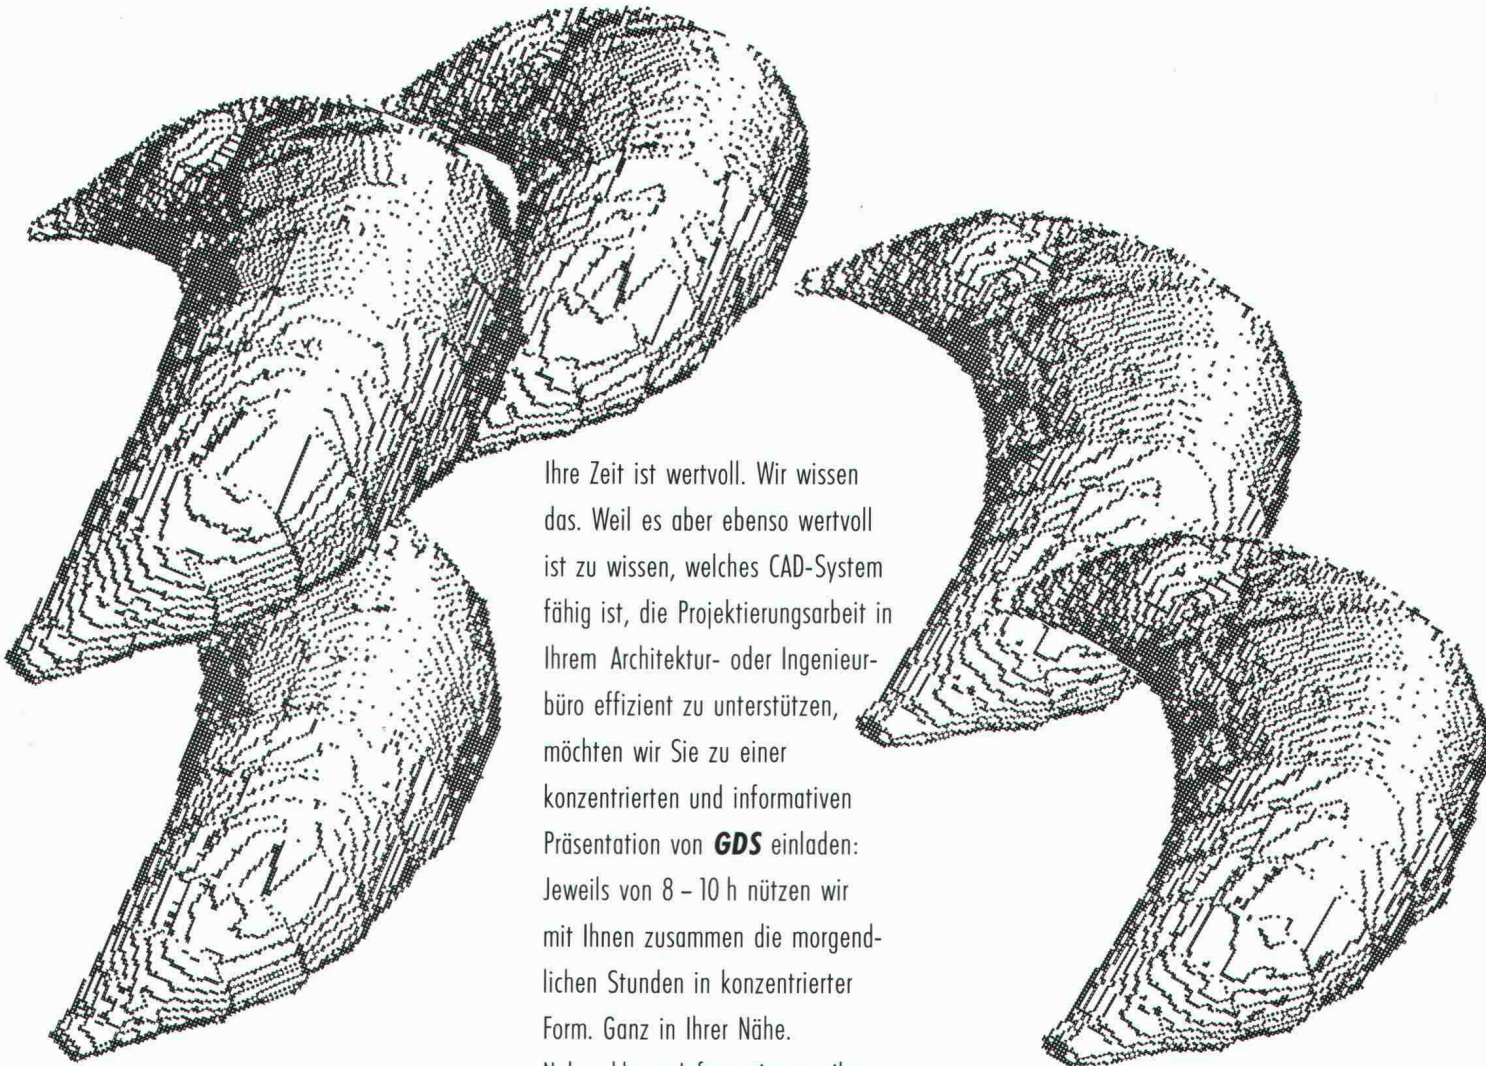 Ihre Zeit ist wertvoll. Wir wissen
das. Weil es aber ebenso wertvoll
ist zu wissen, welches CAD-System
fähig ist, die Projektierungsarbeit in
Ihrem Architektur- oder Ingenieur-
büro effizient zu unterstützen,
möchten wir Sie zu einer
konzentrierten und informativen
Präsentation von GDS einladen:
Jeweils von 8 – 10 h nützen wir
mit Ihnen zusammen die morgend-
lichen Stunden in konzentrierter
Form. Ganz in Ihrer Nähe.